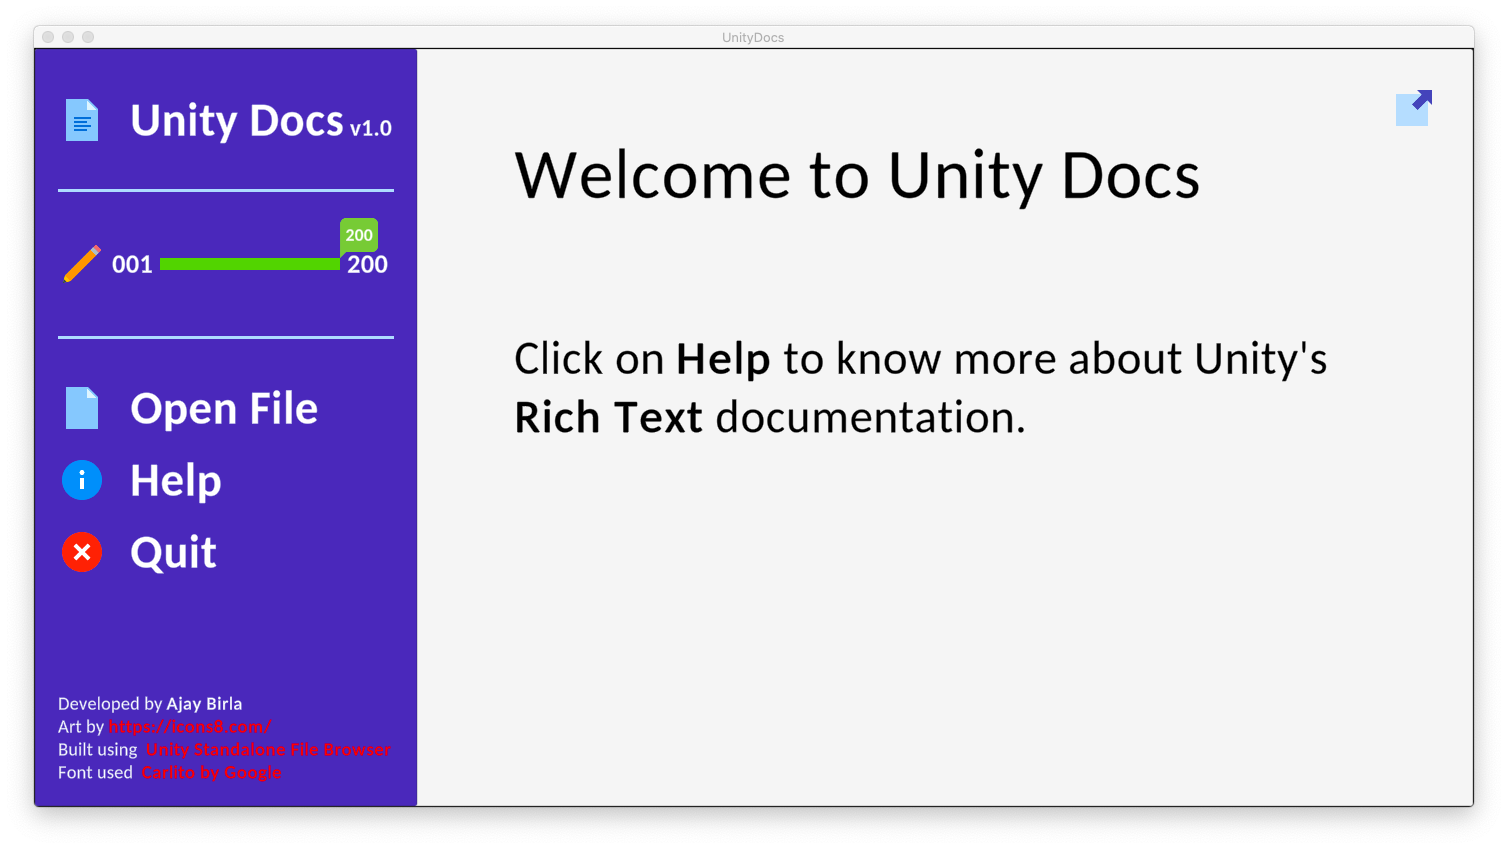 UnityDocs
Unity Docs v1.0
200
001 200
Open File
Help
Quit
Developed by Ajay Birla
Art by https://icons8.com/
Built using Unity Standalone File Browser
Font used Carlito by Google
Welcome to Unity Docs
Click on Help to know more about Unity's
Rich Text documentation.